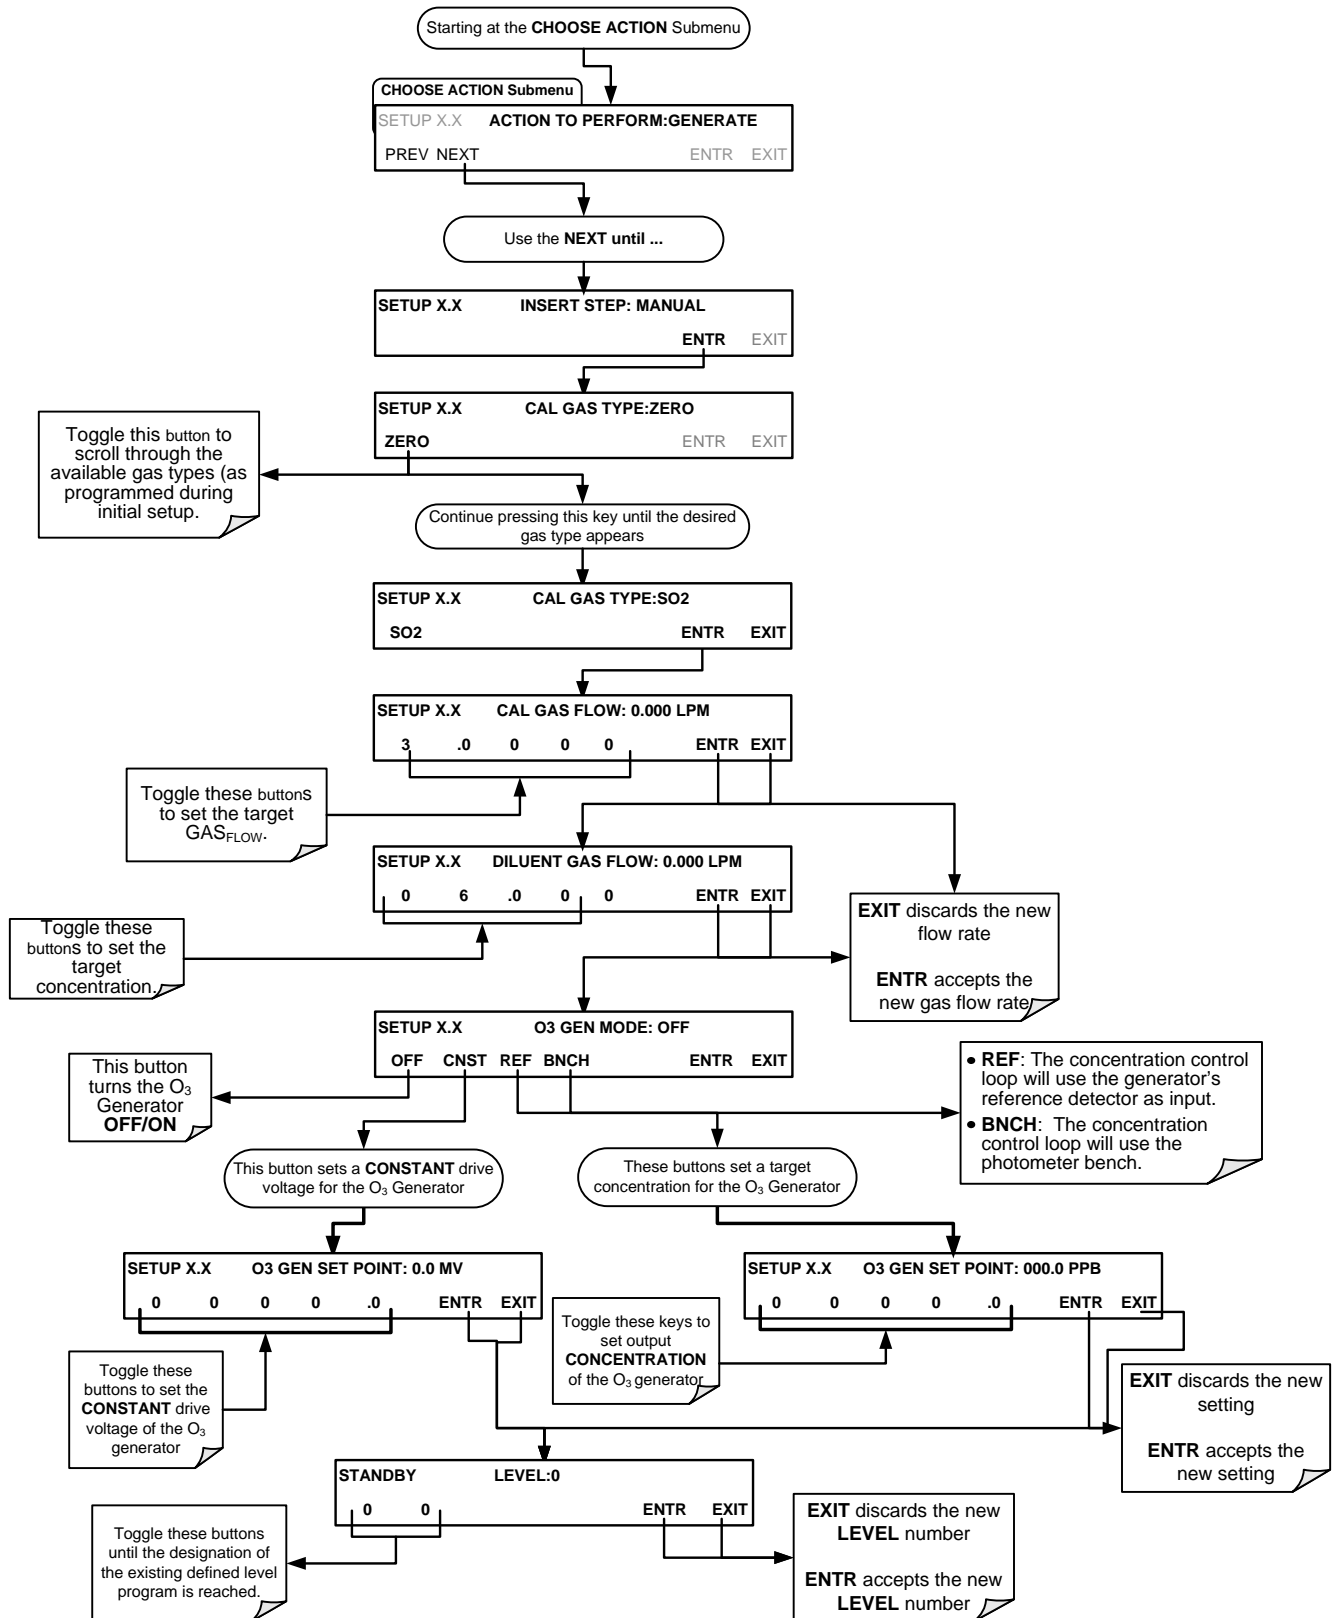 Starting at the CHOOSE ACTION Submenu
CHOOSE ACTION Submenu
SETUP X.X ACTION TO PERFORM:GENERATE
PREV NEXT ENTR EXIT
Use the NEXT until ...
SETUP X.X INSERT STEP: MANUAL
ENTR EXIT
SETUP X.X CAL GAS TYPE:ZERO
ZERO ENTR EXIT
Toggle this button to
scroll through the
available gas types (as
programmed during
initial setup.
Continue pressing this key until the desired
gas type appears
SETUP X.X CAL GAS TYPE:SO2
SO2 ENTR EXIT
SETUP X.X CAL GAS FLOW: 0.000 LPM
3 .0 0 0 0 ENTR EXIT
Toggle these buttons
to set the target
GASFLOW.
SETUP X.X DILUENT GAS FLOW: 0.000 LPM
0 6 .0 0 0 ENTR EXIT
EXIT discards the new
flow rate
ENTR accepts the
new gas flow rate
Toggle these
buttons to set the
target
concentration.
SETUP X.X O3 GEN MODE: OFF
OFF CNST REF BNCH ENTR EXIT
This button
turns the O3
Generator
OFF/ON
• REF: The concentration control
loop will use the generator's
reference detector as input.
• BNCH: The concentration
control loop will use the
photometer bench.
This button sets a CONSTANT drive
voltage for the O3 Generator
These buttons set a target
concentration for the O3 Generator
SETUP X.X O3 GEN SET POINT: 0.0 MV
0 0 0 0 .0 ENTR EXIT
SETUP X.X O3 GEN SET POINT: 000.0 PPB
0 0 0 0 .0 ENTR EXIT
Toggle these keys to
set output
CONCENTRATION
of the O3 generator
Toggle these
buttons to set the
CONSTANT drive
voltage of the O3
generator
EXIT discards the new
setting
ENTR accepts the
new setting
STANDBY LEVEL:0
0 0 ENTR EXIT
Toggle these buttons
until the designation of
the existing defined level
program is reached.
EXIT discards the new
LEVEL number
ENTR accepts the new
LEVEL number